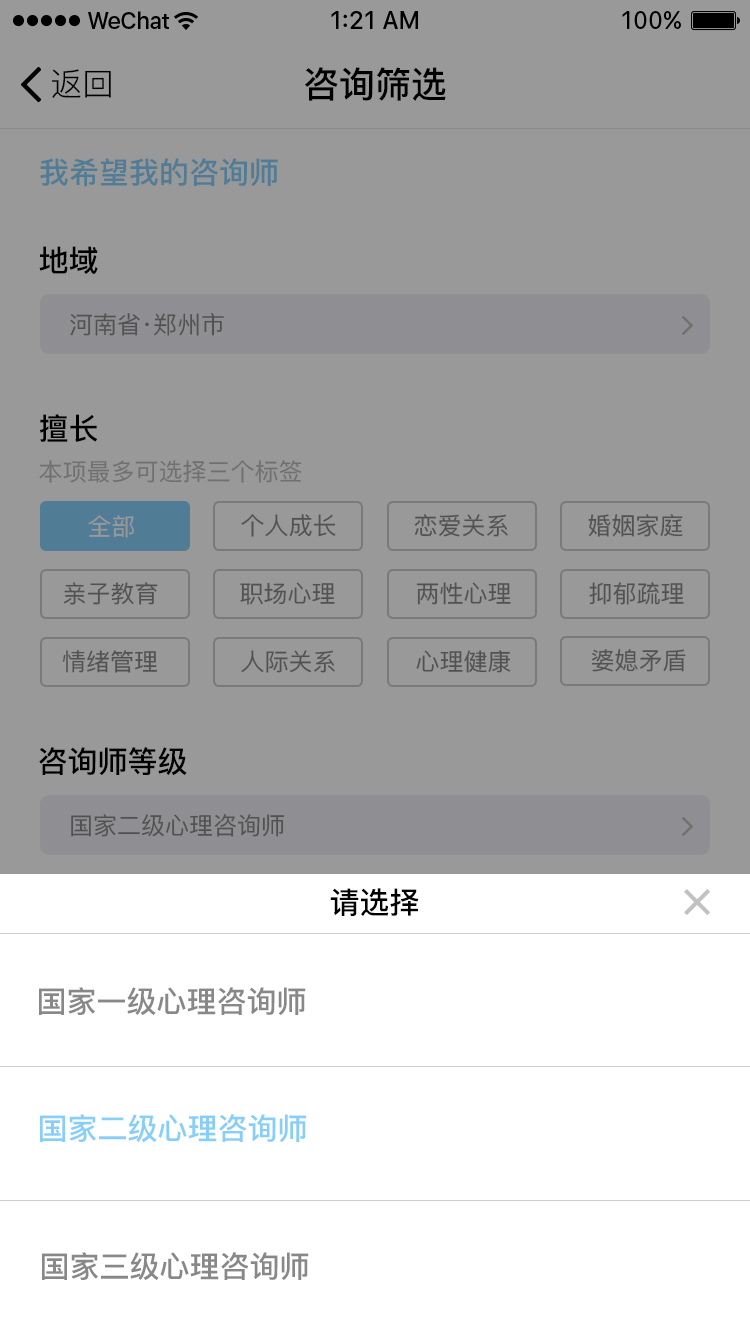 WeChat 1:21 AM 100%
返回 咨询筛选
我希望我的咨询师
地域
河南省·郑州市
擅长
本项最多可选择三个标签
全部 个人成长 恋爱关系 婚姻家庭
亲子教育 职场心理 两性心理 抑郁疏理
情绪管理 人际关系 心理健康 婆媳矛盾
咨询师等级
国家二级心理咨询师
请选择
国家一级心理咨询师
国家二级心理咨询师
国家三级心理咨询师